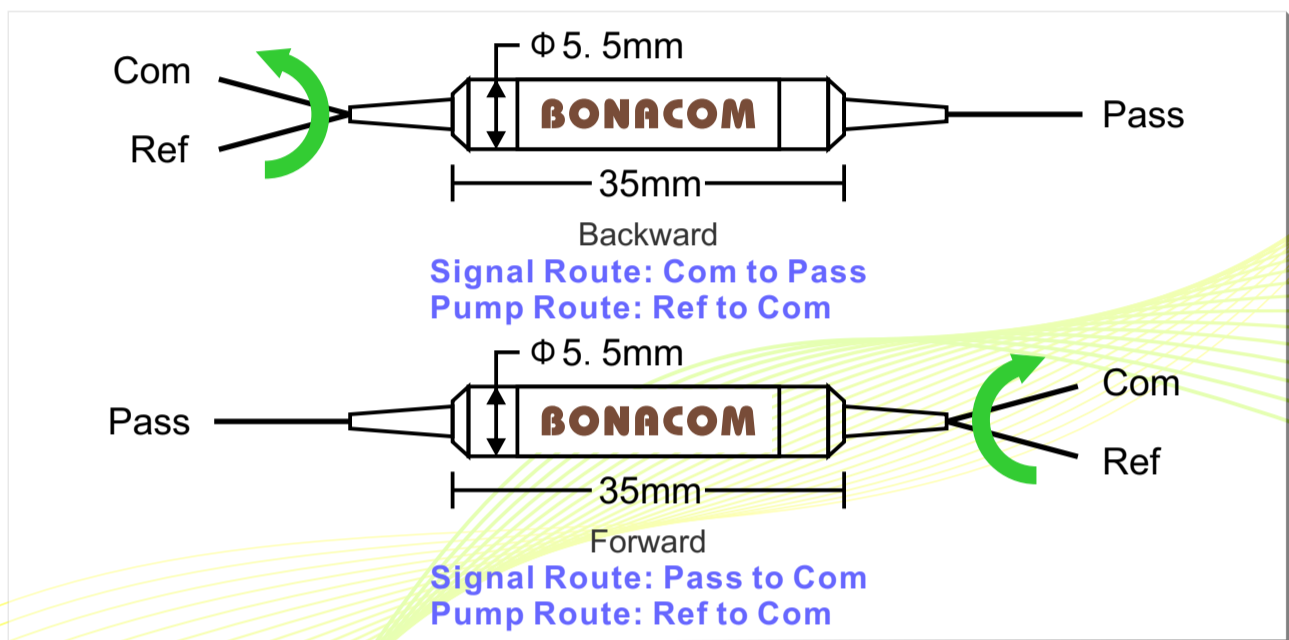 Φ5. 5mm
Com
BONACOM
Pass
Ref
35mm
Backward
Signal Route: Com to Pass
Pump Route: Ref to Com
Φ5. 5mm
Com
Pass
BONACOM
Ref
35mm
Forward
Signal Route: Pass to Com
Pump Route: Ref to Com